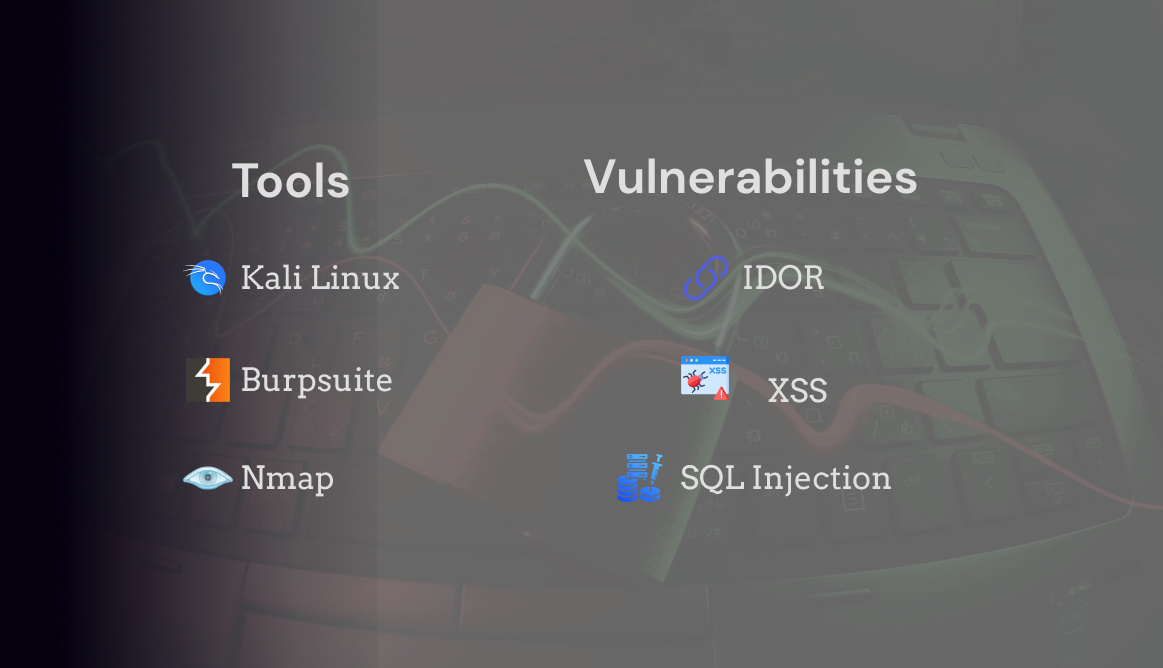 Tools
Kali Linux
Burpsuite
Nmap
Vulnerabilities
IDOR
XSS
XSS
SQL Injection